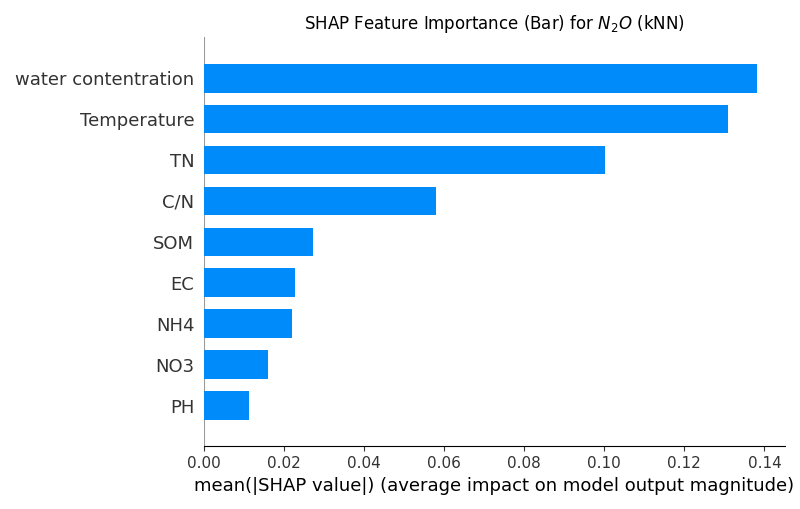 SHAP Feature Importance (Bar) for $N_2O$ (kNN)
water contentration
Temperature
TN
C/N
SOM
EC
NH4
NO3
PH
0.00 0.02 0.04 0.06 0.08 0.10 0.12 0.14
mean(|SHAP value|) (average impact on model output magnitude)